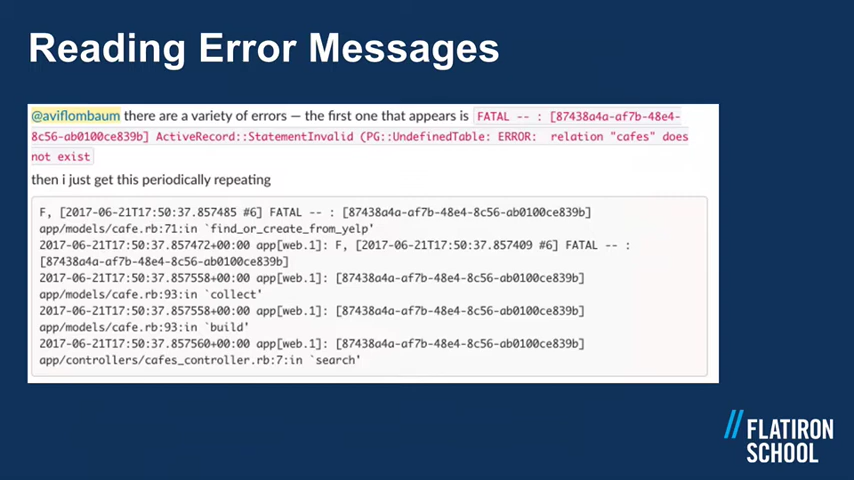 Reading Error Messages
@aviflombaum there are a variety of errors — the first one that appears is FATAL -- : [87438a4a-af7b-48e4-
8c56-ab0100ce839b] ActiveRecord::StatementInvalid (PG::UndefinedTable: ERROR:  relation "cafes" does
not exist
then i just get this periodically repeating
F, [2017-06-21T17:50:37.857485 #6] FATAL -- : [87438a4a-af7b-48e4-8c56-ab0100ce839b]
app/models/cafe.rb:71:in `find_or_create_from_yelp'
2017-06-21T17:50:37.857472+00:00 app[web.1]: F, [2017-06-21T17:50:37.857409 #6] FATAL -- :
[87438a4a-af7b-48e4-8c56-ab0100ce839b]
2017-06-21T17:50:37.857558+00:00 app[web.1]: [87438a4a-af7b-48e4-8c56-ab0100ce839b]
app/models/cafe.rb:93:in `collect'
2017-06-21T17:50:37.857558+00:00 app[web.1]: [87438a4a-af7b-48e4-8c56-ab0100ce839b]
app/models/cafe.rb:93:in `build'
2017-06-21T17:50:37.857560+00:00 app[web.1]: [87438a4a-af7b-48e4-8c56-ab0100ce839b]
app/controllers/cafes_controller.rb:7:in `search'
// FLATIRON
SCHOOL